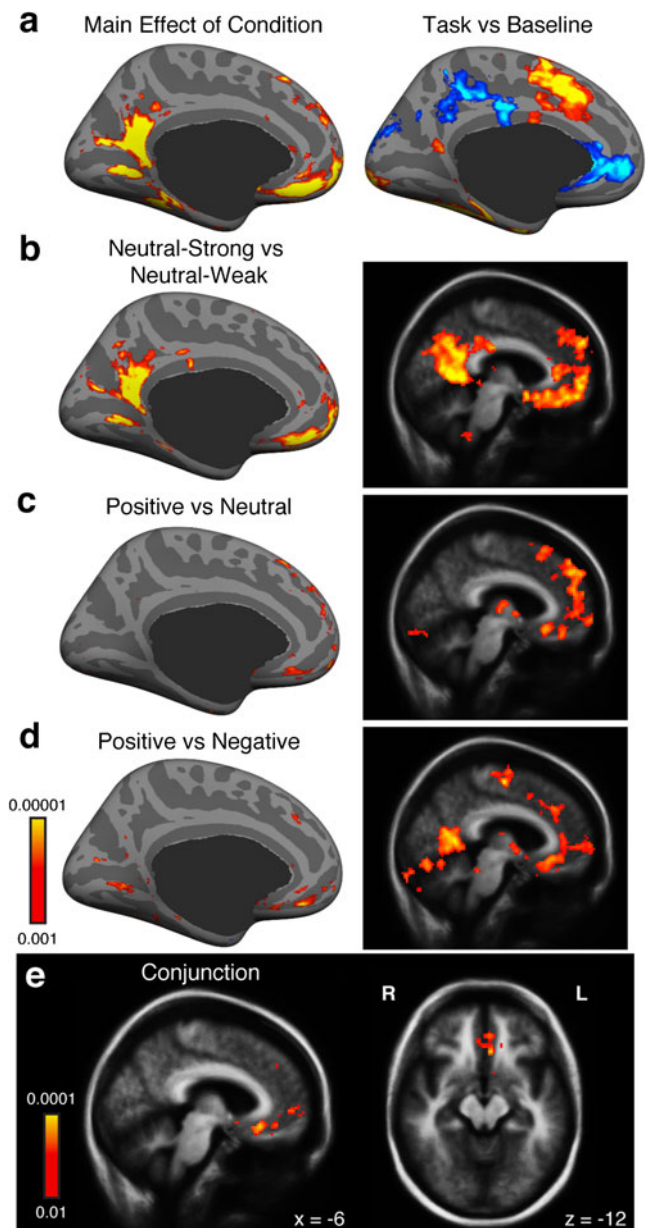 a
Main Effect of Condition
Task vs Baseline
b
Neutral-Strong vs
Neutral-Weak
c
Positive vs Neutral
d
Positive vs Negative
0.00001
0.001
e
Conjunction
R
L
0.0001
0.01
x = -6
z = -12